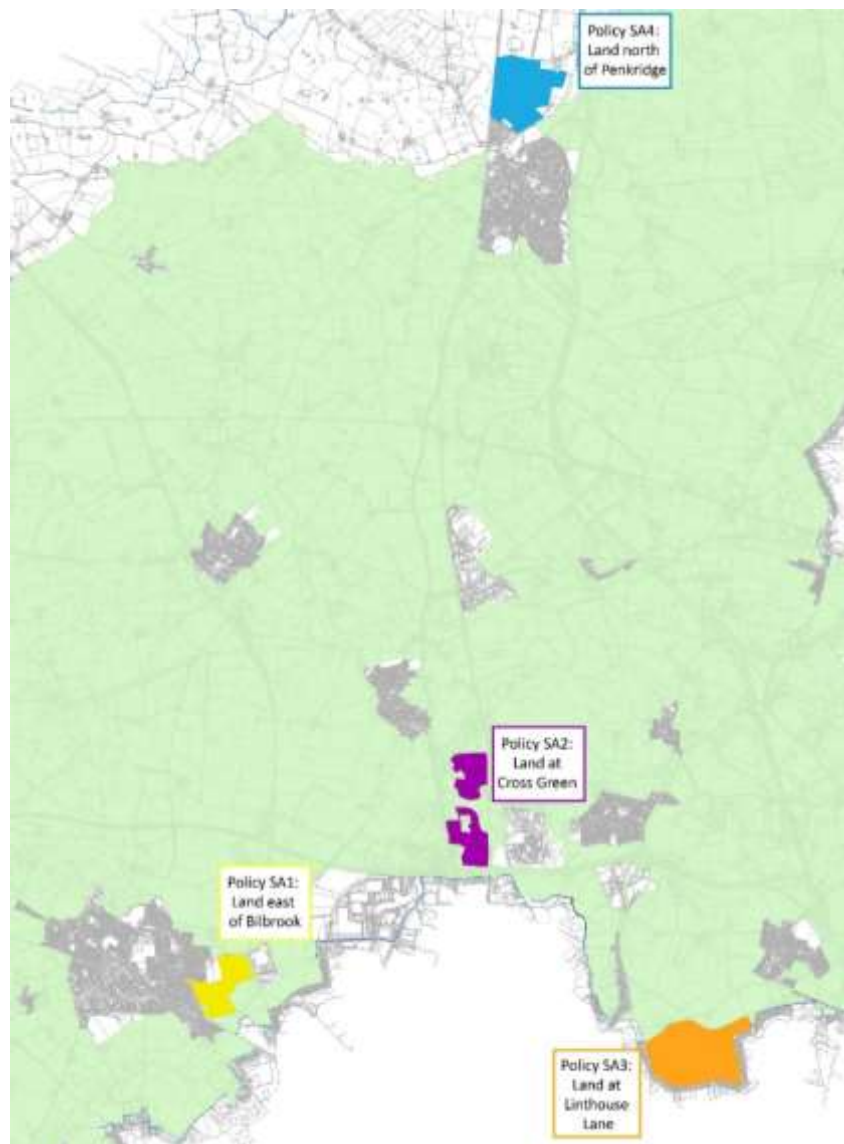 Policy SA4:
Land north
of Penkridge
Policy SA2:
Land at
Cross Green
Policy SA1:
Land east
of Bilbrook
Policy SA3:
Land at
Linthouse
Lane